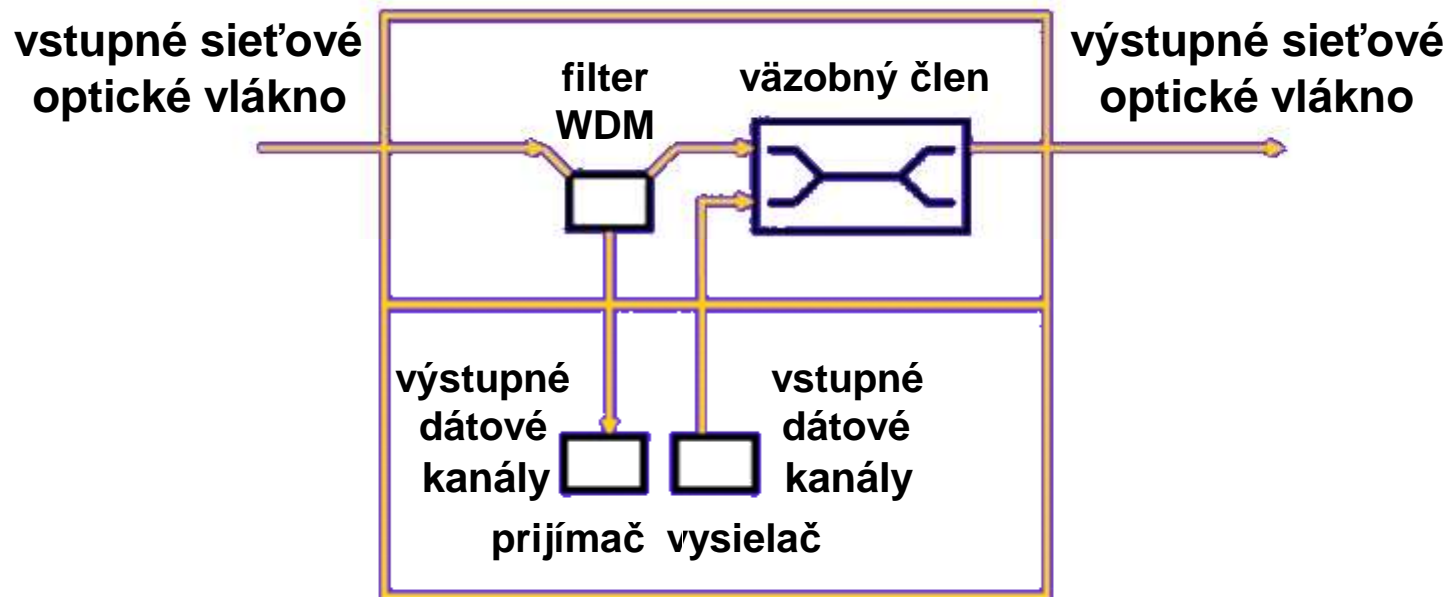 vstupné sieťové
optické vlákno
filter
WDM
väzobný člen
výstupné sieťové
optické vlákno
výstupné
dátové
kanály
vstupné
dátové
kanály
prijímač
vysielač